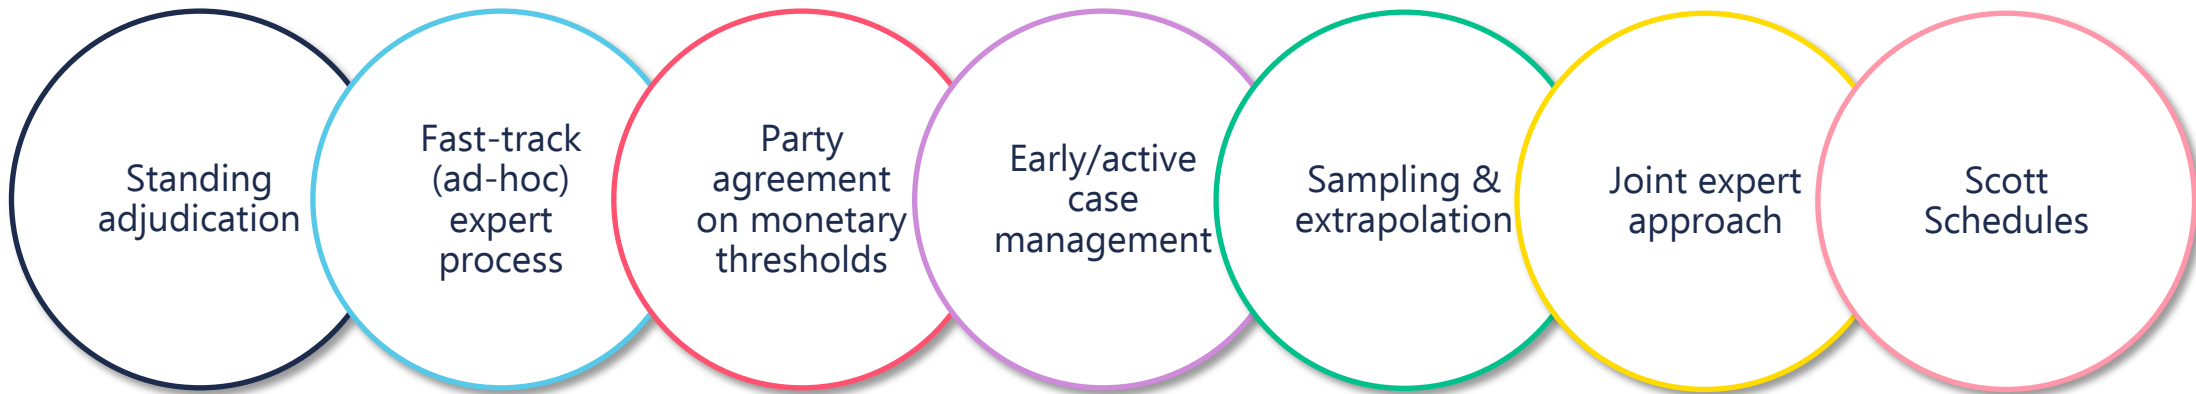 Standing
adjudication
Fast-track
(ad-hoc)
expert
process
Party
agreement
on monetary
thresholds
Early/active
case
management
Sampling &
extrapolation
Joint expert
approach
Scott
Schedules